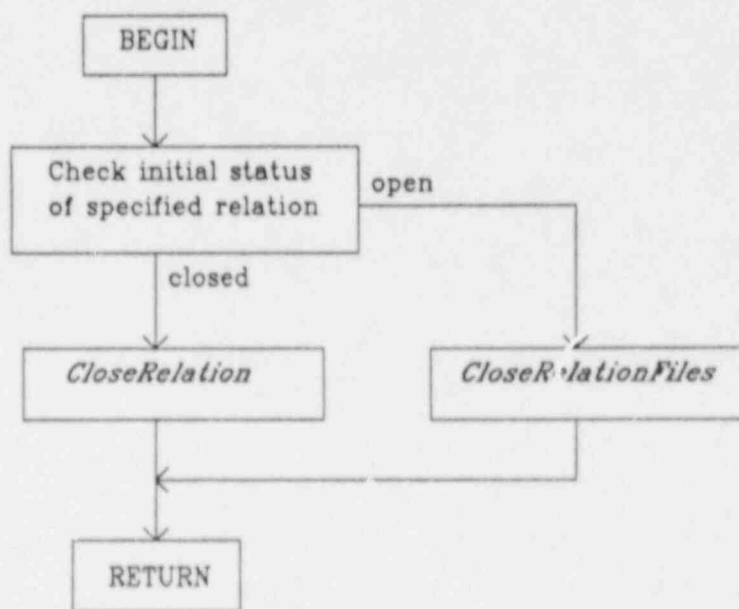 BEGIN
Check initial status
of specified relation
open
closed
CloseRelation
CloseRelationFiles
RETURN